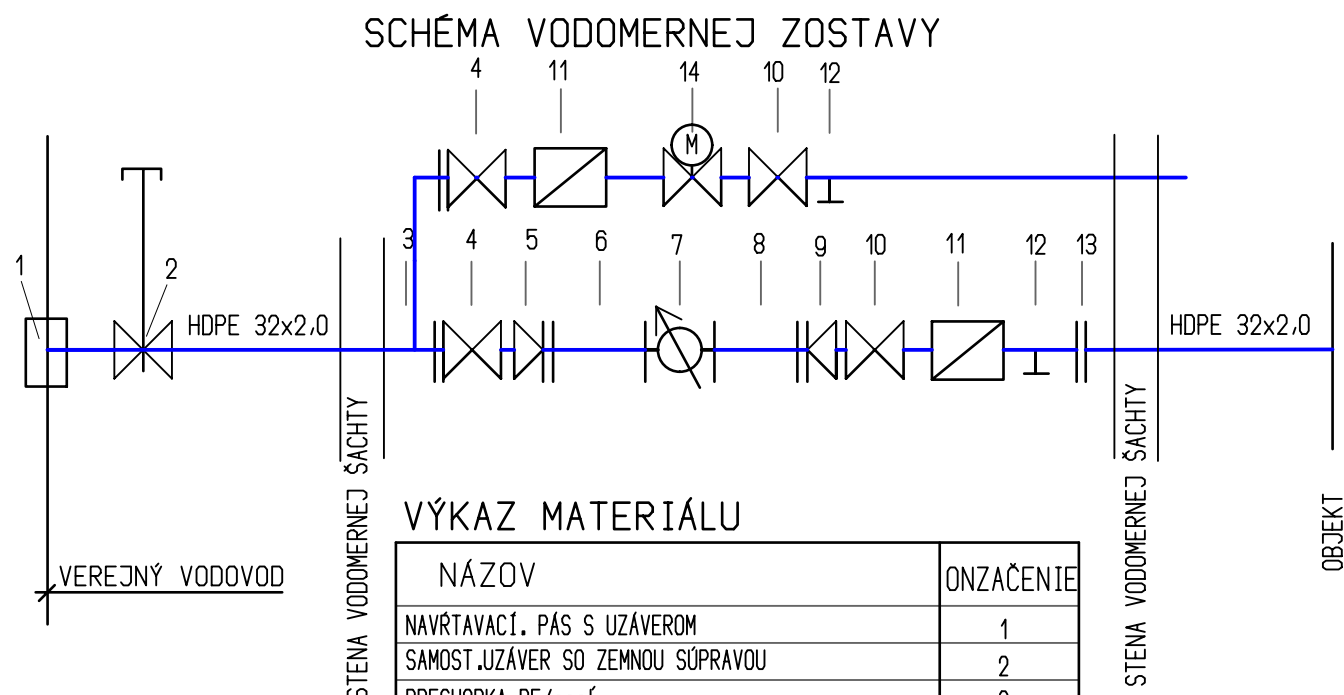 SCHÉMA VODOMERNEJ ZOSTAVY
4 11 14 10 12
M
3 4 5 6 7 8 9 10 11 12 13
1 2
HDPE 32x2,0
HDPE 32x2,0
STENA VODOMERNEJ ŠACHTY
STENA VODOMERNEJ ŠACHTY
OBJEKT
VEREJNÝ VODOVOD
VÝKAZ MATERIÁLU
NÁZOV ONZAČENIE
NAVŔTAVACÍ. PÁS S UZÁVEROM 1
SAMOST.UZÁVER SO ZEMNOU SÚPRAVOU 2